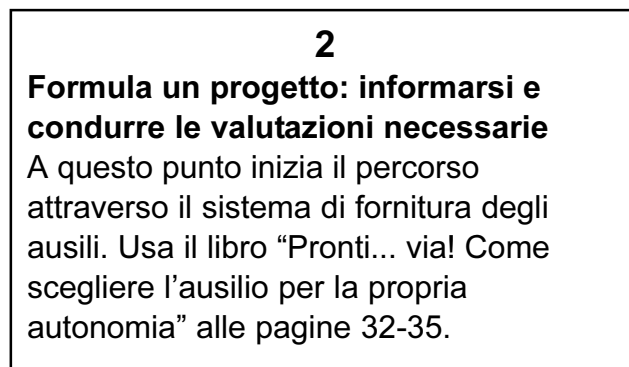 2
Formula un progetto: informarsi e
condurre le valutazioni necessarie
A questo punto inizia il percorso
attraverso il sistema di fornitura degli
ausili. Usa il libro “Pronti... via! Come
scegliere l’ausilio per la propria
autonomia” alle pagine 32-35.